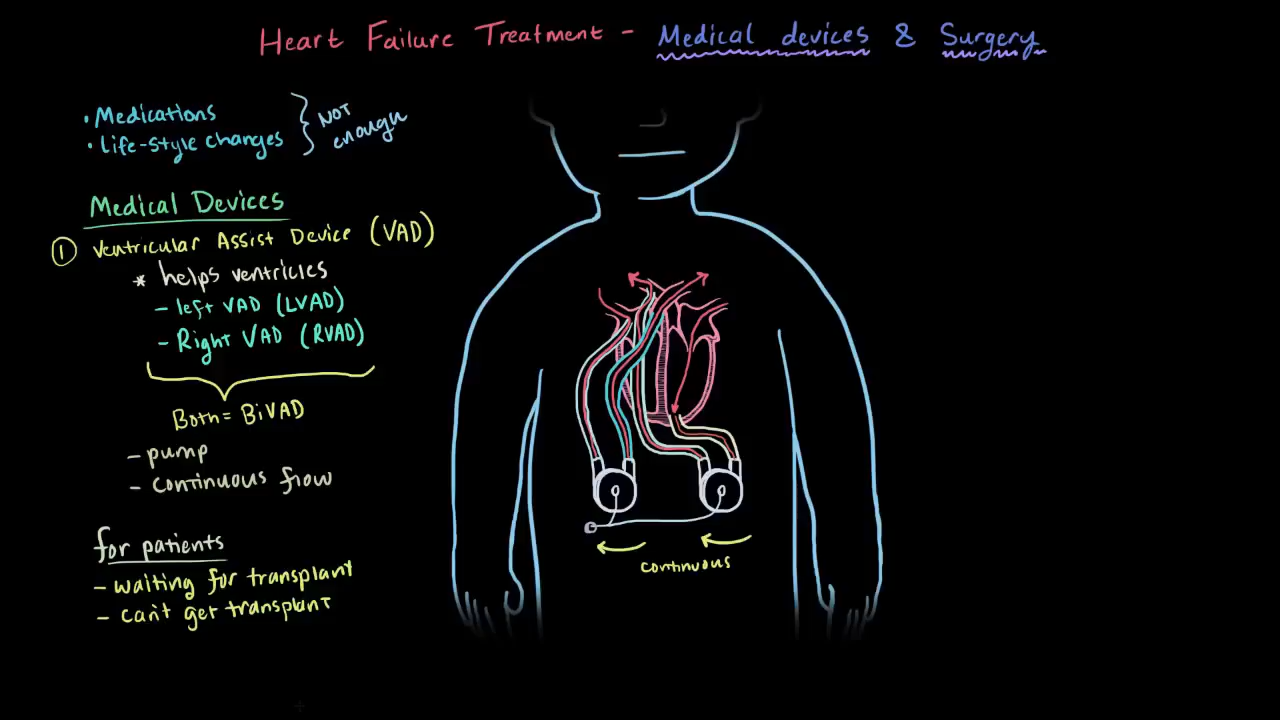 Heart Failure Treatment - Medical devices & Surgery
• Medications
• Life-style changes
NOT
enough
Medical Devices
① Ventricular Assist Device (VAD)
* helps ventricles
- left VAD (LVAD)
- Right VAD (RVAD)
Both = BiVAD
- pump
- continuous flow
for patients
- waiting for transplant
- can't get transplant
continuous